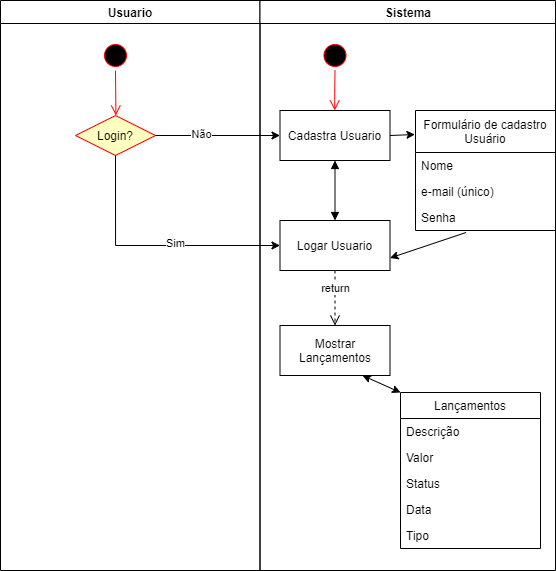 Usuario
Sistema
Login?
Não
Cadastra Usuario
Formulário de cadastro
Usuário
Nome
e-mail (único)
Senha
Sim
Logar Usuario
return
Mostrar
Lançamentos
Lançamentos
Descrição
Valor
Status
Data
Tipo